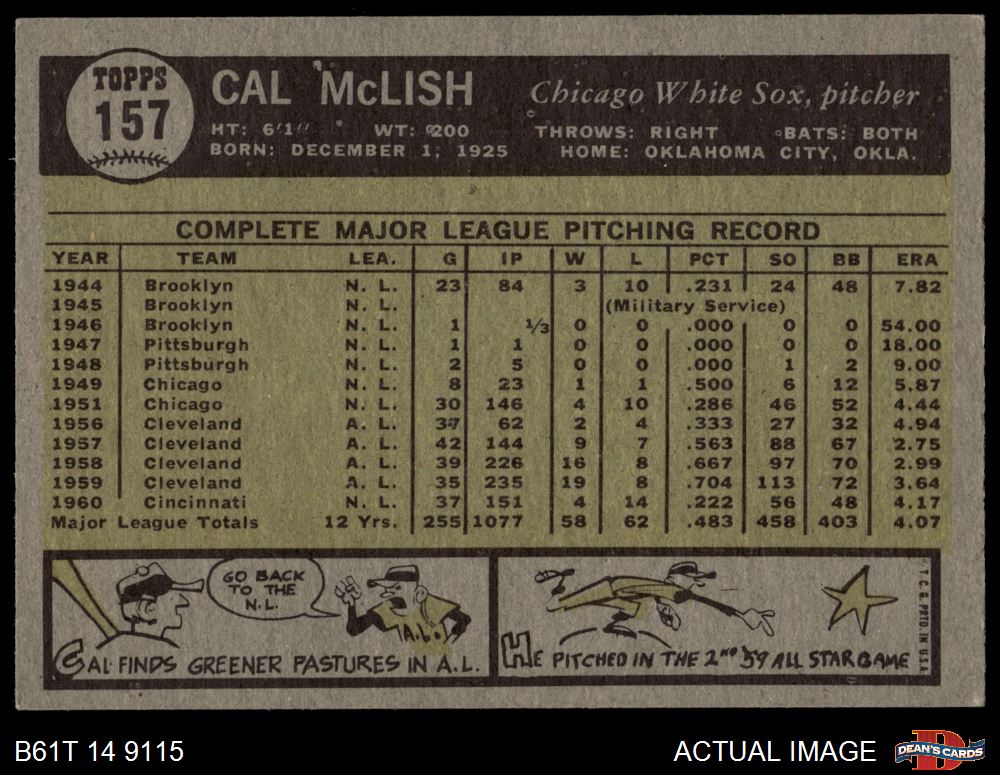 TOPPS
157
CAL McLISH
Chicago White Sox, pitcher
HT: 6'1" WT: 200 THROWS: RIGHT BATS: BOTH
BORN: DECEMBER 1, 1925 HOME: OKLAHOMA CITY, OKLA.
COMPLETE MAJOR LEAGUE PITCHING RECORD
YEAR TEAM LEA. G IP W L PCT SO BB ERA
1944 Brooklyn N. L. 23 84 3 10 .231 24 48 7.82
1945 Brooklyn N. L. (Military Service)
1946 Brooklyn N. L. 1 1/3 0 0 .000 0 0 54.00
1947 Pittsburgh N. L. 1 1 0 0 .000 0 0 18.00
1948 Pittsburgh N. L. 2 5 0 0 .000 1 2 9.00
1949 Chicago N. L. 8 23 1 1 .500 6 12 5.87
1951 Chicago N. L. 30 146 4 10 .286 46 52 4.44
1956 Cleveland A. L. 37 62 2 4 .333 27 32 4.94
1957 Cleveland A. L. 42 144 9 7 .563 88 67 2.75
1958 Cleveland A. L. 39 226 16 8 .667 97 70 2.99
1959 Cleveland A. L. 35 235 19 8 .704 113 72 3.64
1960 Cincinnati N. L. 37 151 4 14 .222 56 48 4.17
Major League Totals 12 Yrs. 255 1077 58 62 .483 458 403 4.07
GO BACK
TO THE
N.L.
A.L.
CAL FINDS GREENER PASTURES IN A.L.
HE PITCHED IN THE 2ND '59 ALL STAR GAME
T.C.G. PRTD. IN U.S.A.
B61T 14 9115
ACTUAL IMAGE
D
DEAN'S CARDS